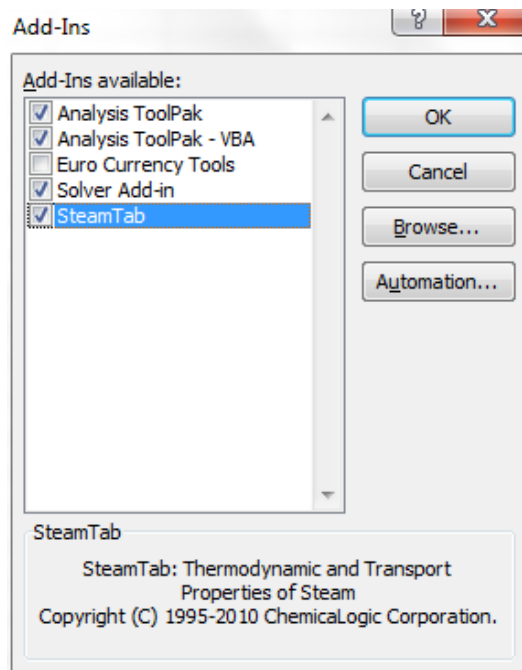 Add-Ins
Add-Ins available:
Analysis ToolPak
Analysis ToolPak - VBA
Euro Currency Tools
Solver Add-in
SteamTab
OK
Cancel
Browse...
Automation...
SteamTab
SteamTab: Thermodynamic and Transport
Properties of Steam
Copyright (C) 1995-2010 ChemicaLogic Corporation.